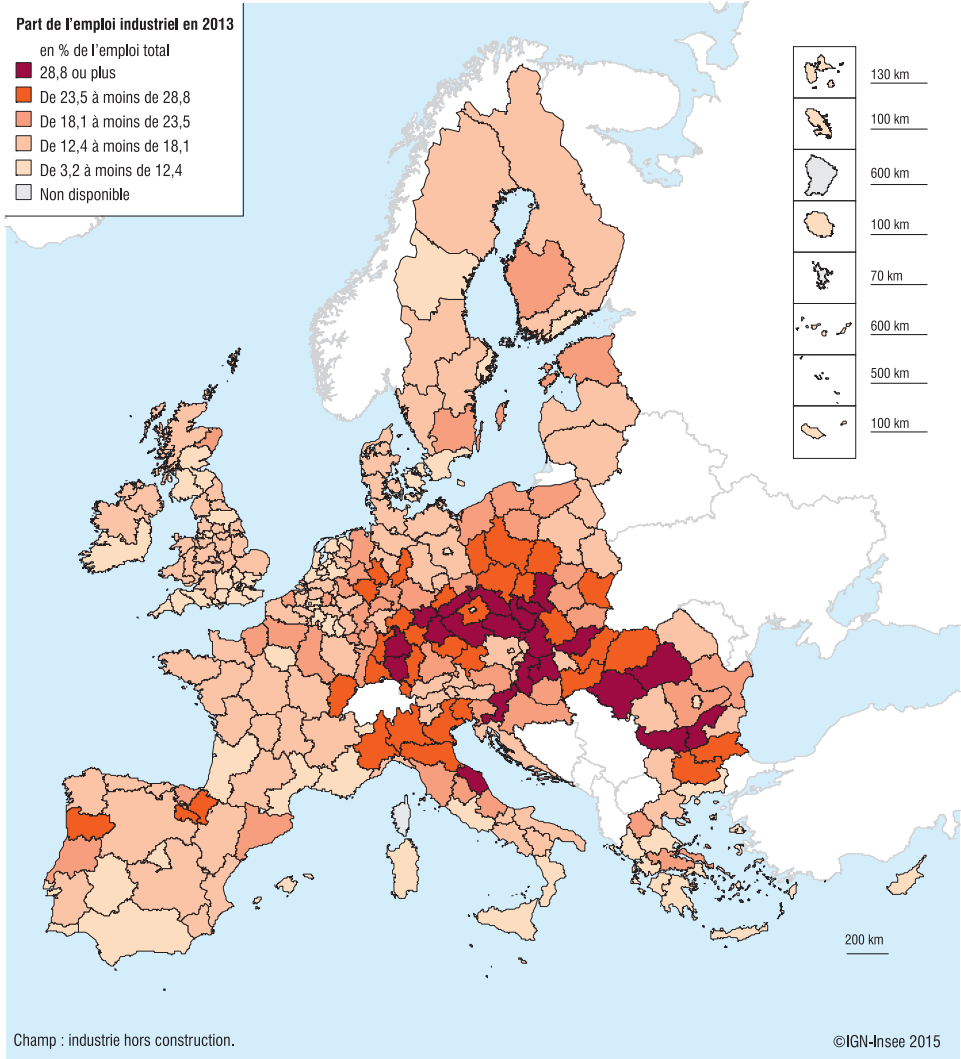 Part de l'emploi industriel en 2013
en % de l'emploi total
28,8 ou plus
De 23,5 à moins de 28,8
De 18,1 à moins de 23,5
De 12,4 à moins de 18,1
De 3,2 à moins de 12,4
Non disponible
130 km
100 km
600 km
100 km
70 km
600 km
500 km
100 km
200 km
Champ : industrie hors construction.
©IGN-Insee 2015